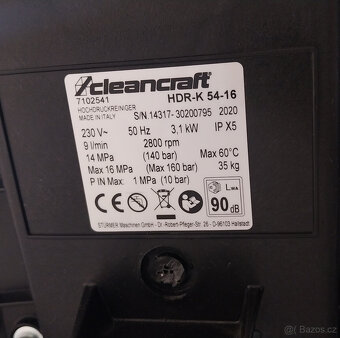 cleancraft
7102541 HDR-K 54-16
HOCHDRUCKREINIGER
MADE IN ITALY S/N.14317- 30200795 2020
230 V~ 50 Hz 3,1 kW IP X5
9 l/min 2800 rpm
14 MPa (140 bar) Max 60°C
Max 16 MPa (Max 160 bar) 35 kg
P IN Max: 1 MPa (10 bar)
LWA
90 dB
STÜRMER Maschinen GmbH - Dr.-Robert-Pfleger-Str. 26 - D-96103 Hallstadt
Bazos.cz